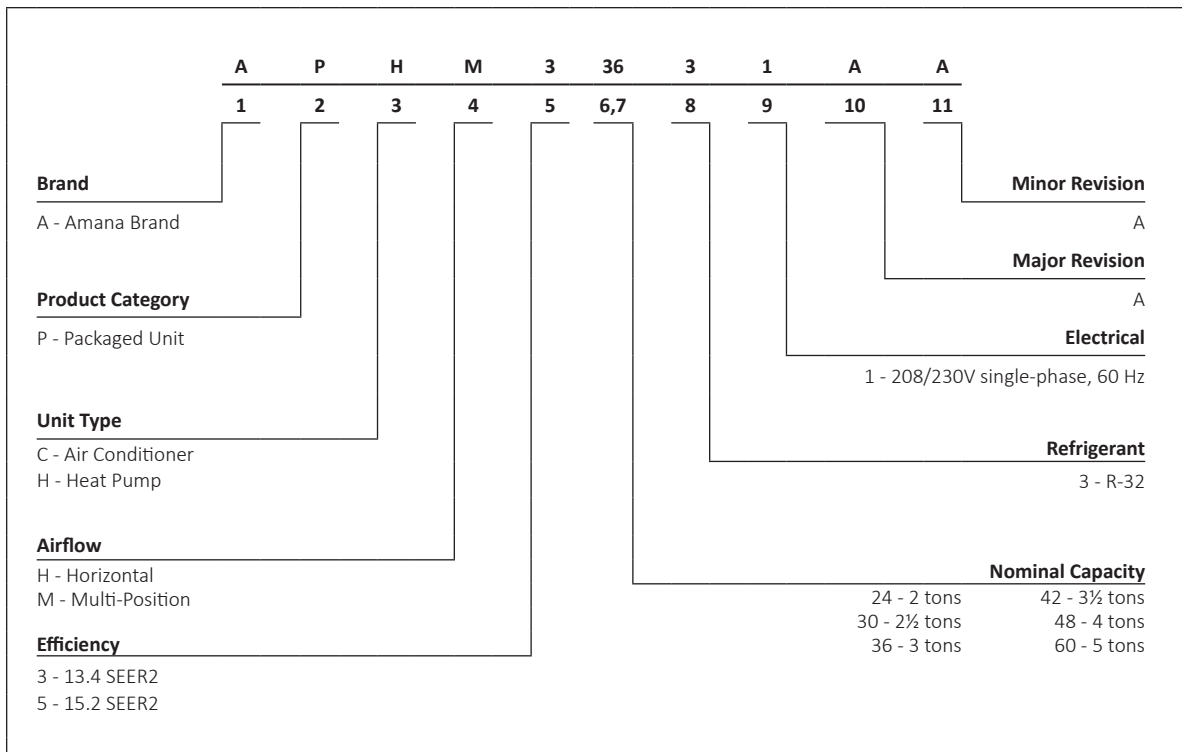 A P H M 3 36 3 1 A A
1 2 3 4 5 6,7 8 9 10 11
Brand
A - Amana Brand
Product Category
P - Packaged Unit
Unit Type
C - Air Conditioner
H - Heat Pump
Airflow
H - Horizontal
M - Multi-Position
Efficiency
3 - 13.4 SEER2
5 - 15.2 SEER2
Minor Revision
A
Major Revision
A
Electrical
1 - 208/230V single-phase, 60 Hz
Refrigerant
3 - R-32
Nominal Capacity
24 - 2 tons 42 - 3½ tons
30 - 2½ tons 48 - 4 tons
36 - 3 tons 60 - 5 tons